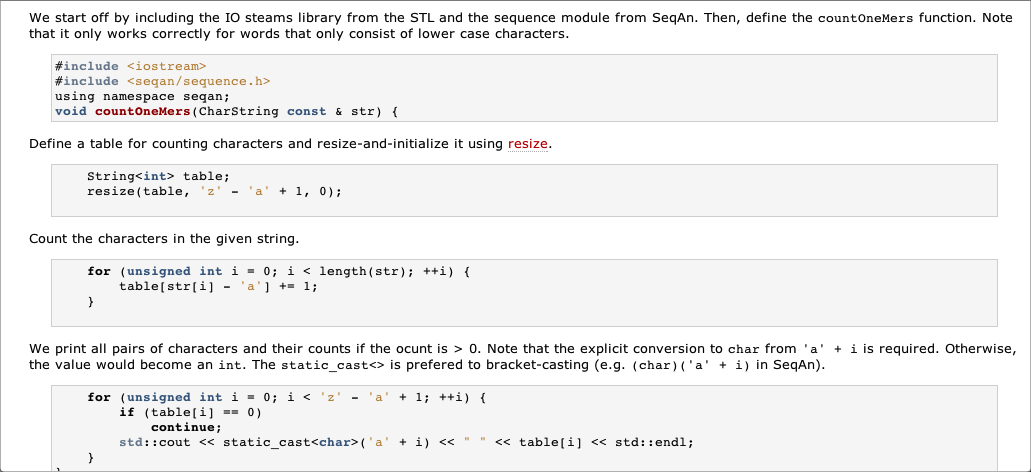 We start off by including the IO steams library from the STL and the sequence module from SeqAn. Then, define the countOneMers function. Note
that it only works correctly for words that only consist of lower case characters.
#include <iostream>
#include <seqan/sequence.h>
using namespace seqan;
void countOneMers(CharString const & str) {
Define a table for counting characters and resize-and-initialize it using resize.
    String<int> table;
    resize(table, 'z' - 'a' + 1, 0);
Count the characters in the given string.
    for (unsigned int i = 0; i < length(str); ++i) {
        table[str[i] - 'a'] += 1;
    }
We print all pairs of characters and their counts if the ocunt is > 0. Note that the explicit conversion to char from 'a' + i is required. Otherwise,
the value would become an int. The static_cast<> is prefered to bracket-casting (e.g. (char)('a' + i) in SeqAn).
    for (unsigned int i = 0; i < 'z' - 'a' + 1; ++i) {
        if (table[i] == 0)
            continue;
        std::cout << static_cast<char>('a' + i) << " " << table[i] << std::endl;
    }
}